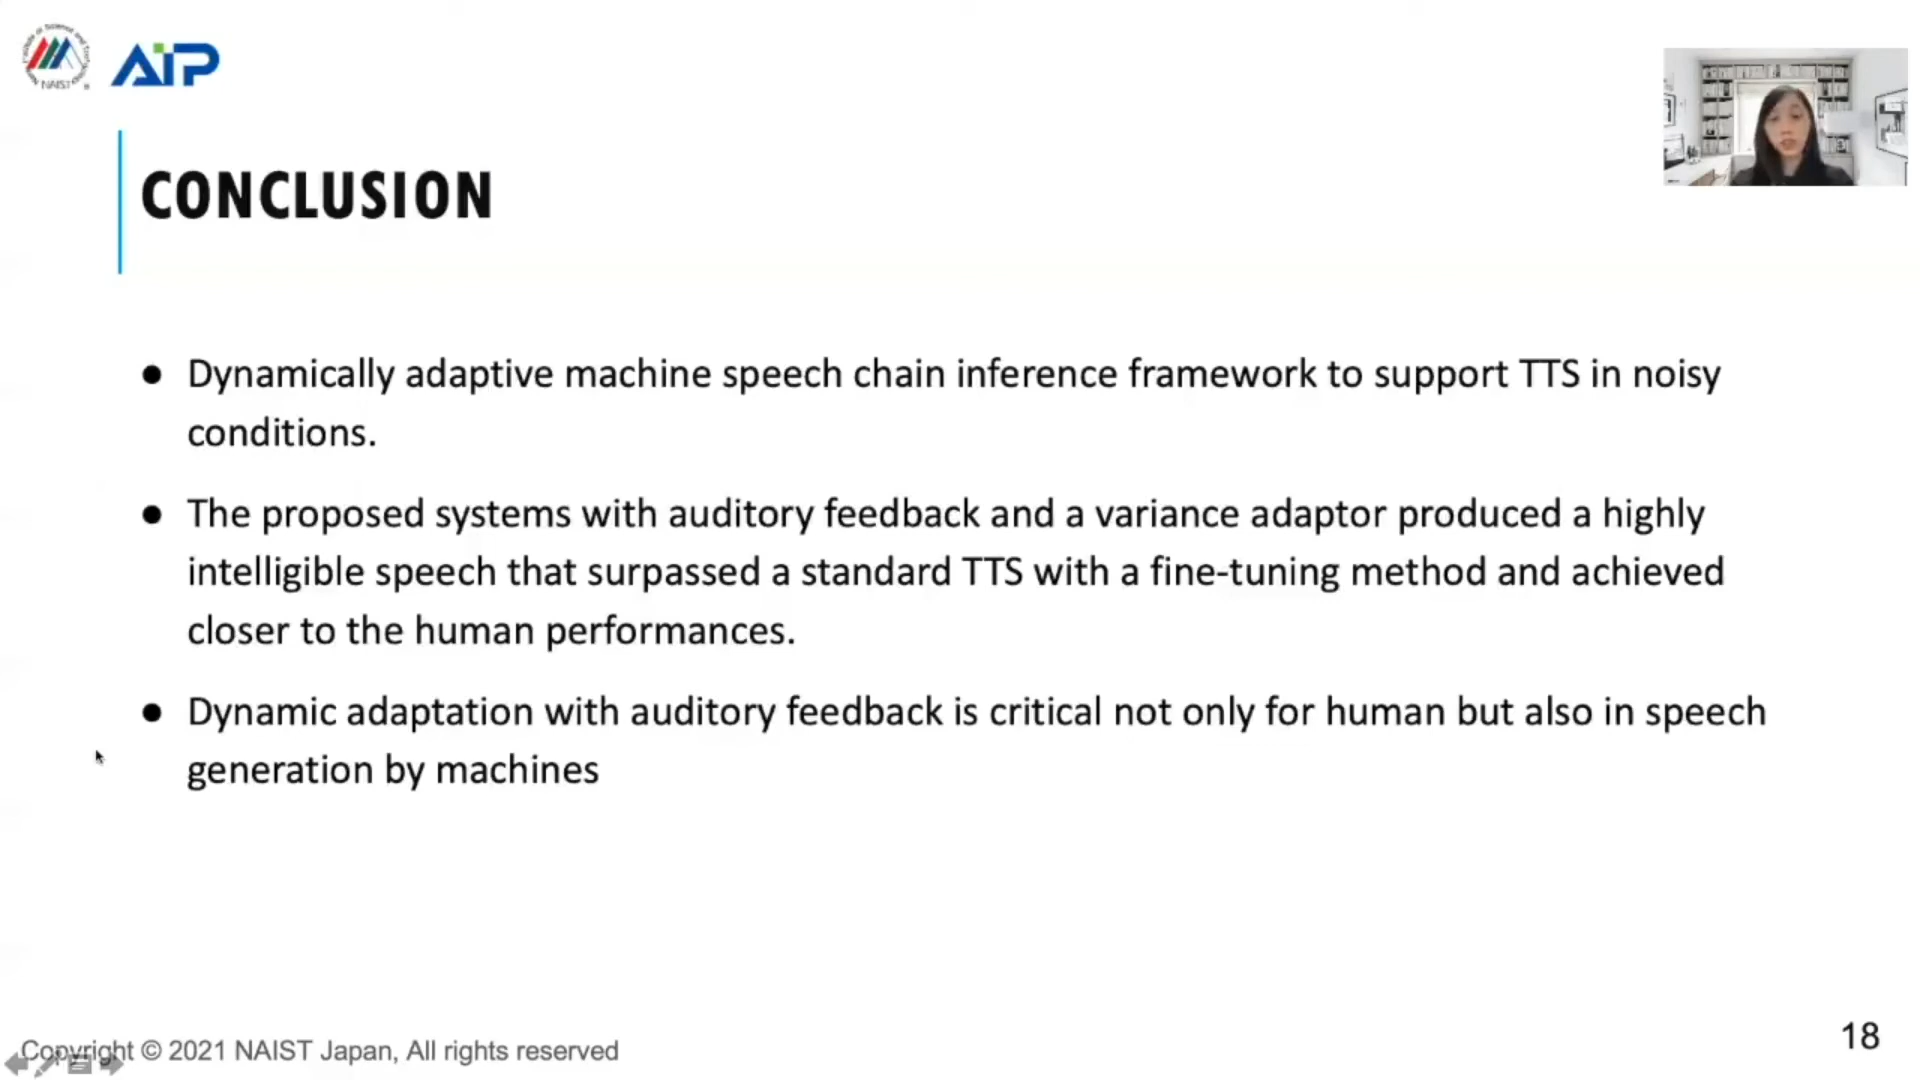 NAIST
AIP
CONCLUSION
● Dynamically adaptive machine speech chain inference framework to support TTS in noisy
conditions.
● The proposed systems with auditory feedback and a variance adaptor produced a highly
intelligible speech that surpassed a standard TTS with a fine-tuning method and achieved
closer to the human performances.
● Dynamic adaptation with auditory feedback is critical not only for human but also in speech
generation by machines
Copyright © 2021 NAIST Japan, All rights reserved
18